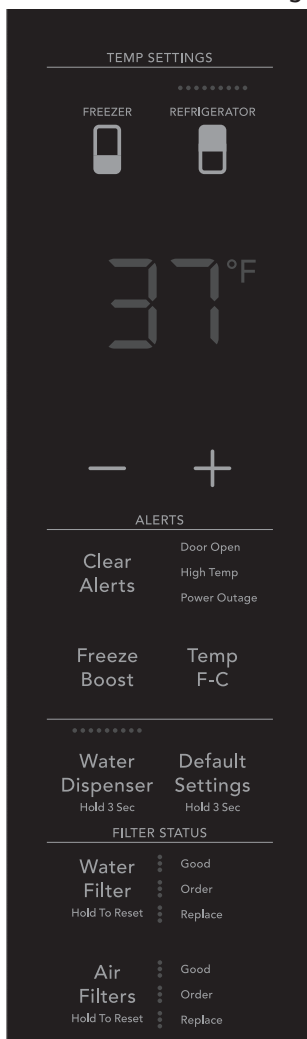 TEMP SETTINGS
FREEZER REFRIGERATOR
37°F
− +
ALERTS
Clear
Alerts
Door Open
High Temp
Power Outage
Freeze
Boost
Temp
F-C
Water
Dispenser
Hold 3 Sec
Default
Settings
Hold 3 Sec
FILTER STATUS
Water
Filter
Hold To Reset
Good
Order
Replace
Air
Filters
Hold To Reset
Good
Order
Replace